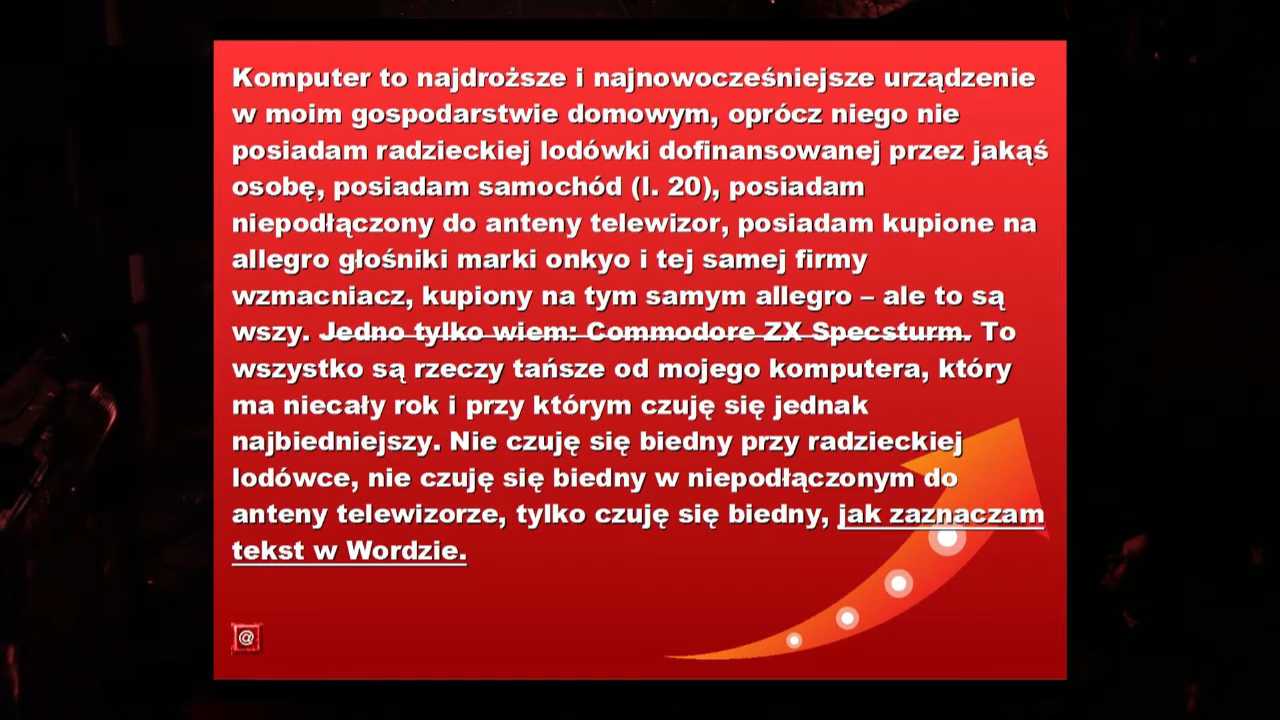 Komputer to najdroższe i najnowocześniejsze urządzenie
w moim gospodarstwie domowym, oprócz niego nie
posiadam radzieckiej lodówki dofinansowanej przez jakąś
osobę, posiadam samochód (l. 20), posiadam
niepodłączony do anteny telewizor, posiadam kupione na
allegro głośniki marki onkyo i tej samej firmy
wzmacniacz, kupiony na tym samym allegro – ale to są
wszy. Jedno tylko wiem: Commodore ZX Specsturm. To
wszystko są rzeczy tańsze od mojego komputera, który
ma niecały rok i przy którym czuję się jednak
najbiedniejszy. Nie czuję się biedny przy radzieckiej
lodówce, nie czuję się biedny w niepodłączonym do
anteny telewizorze, tylko czuję się biedny, jak zaznaczam
tekst w Wordzie.
@